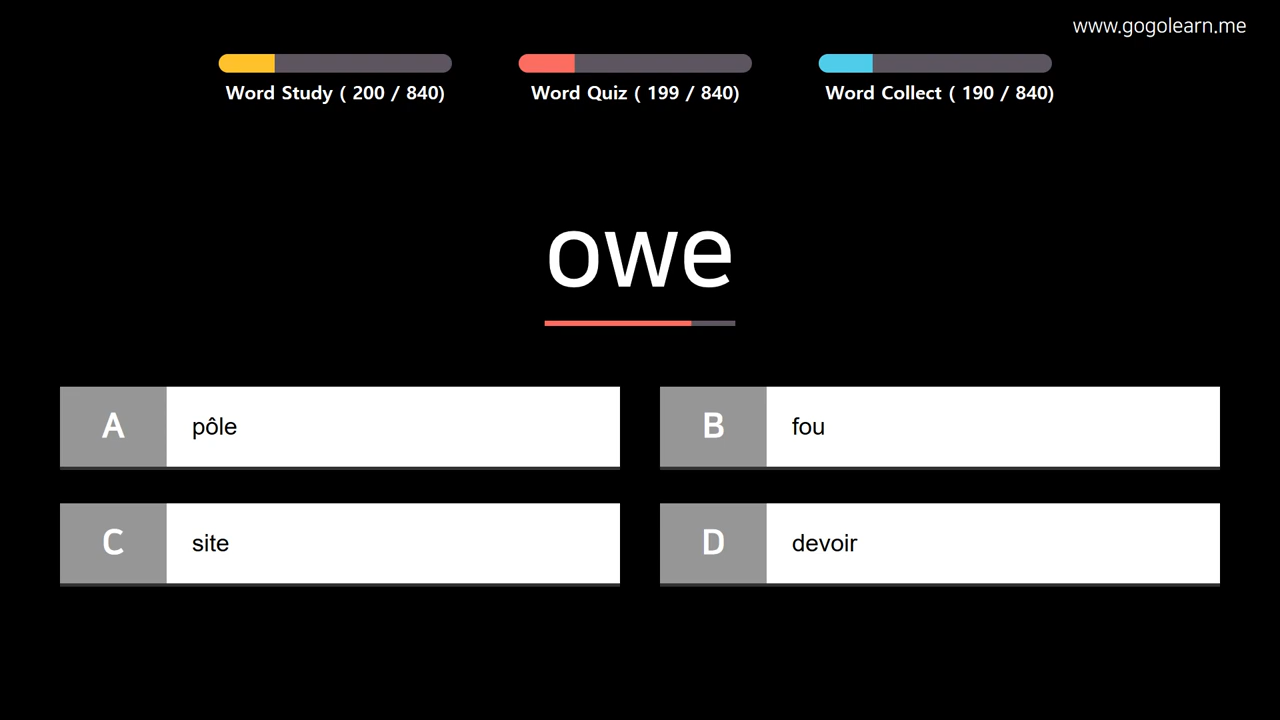 www.gogolearn.me
Word Study ( 200 / 840)
Word Quiz ( 199 / 840)
Word Collect ( 190 / 840)
owe
A pôle
B fou
C site
D devoir